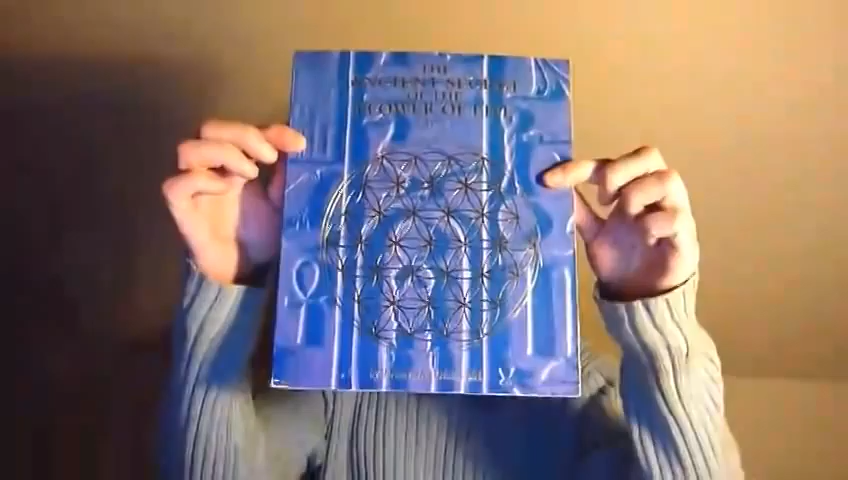 THE
ANCIENT SECRET
OF THE
FLOWER OF LIFE